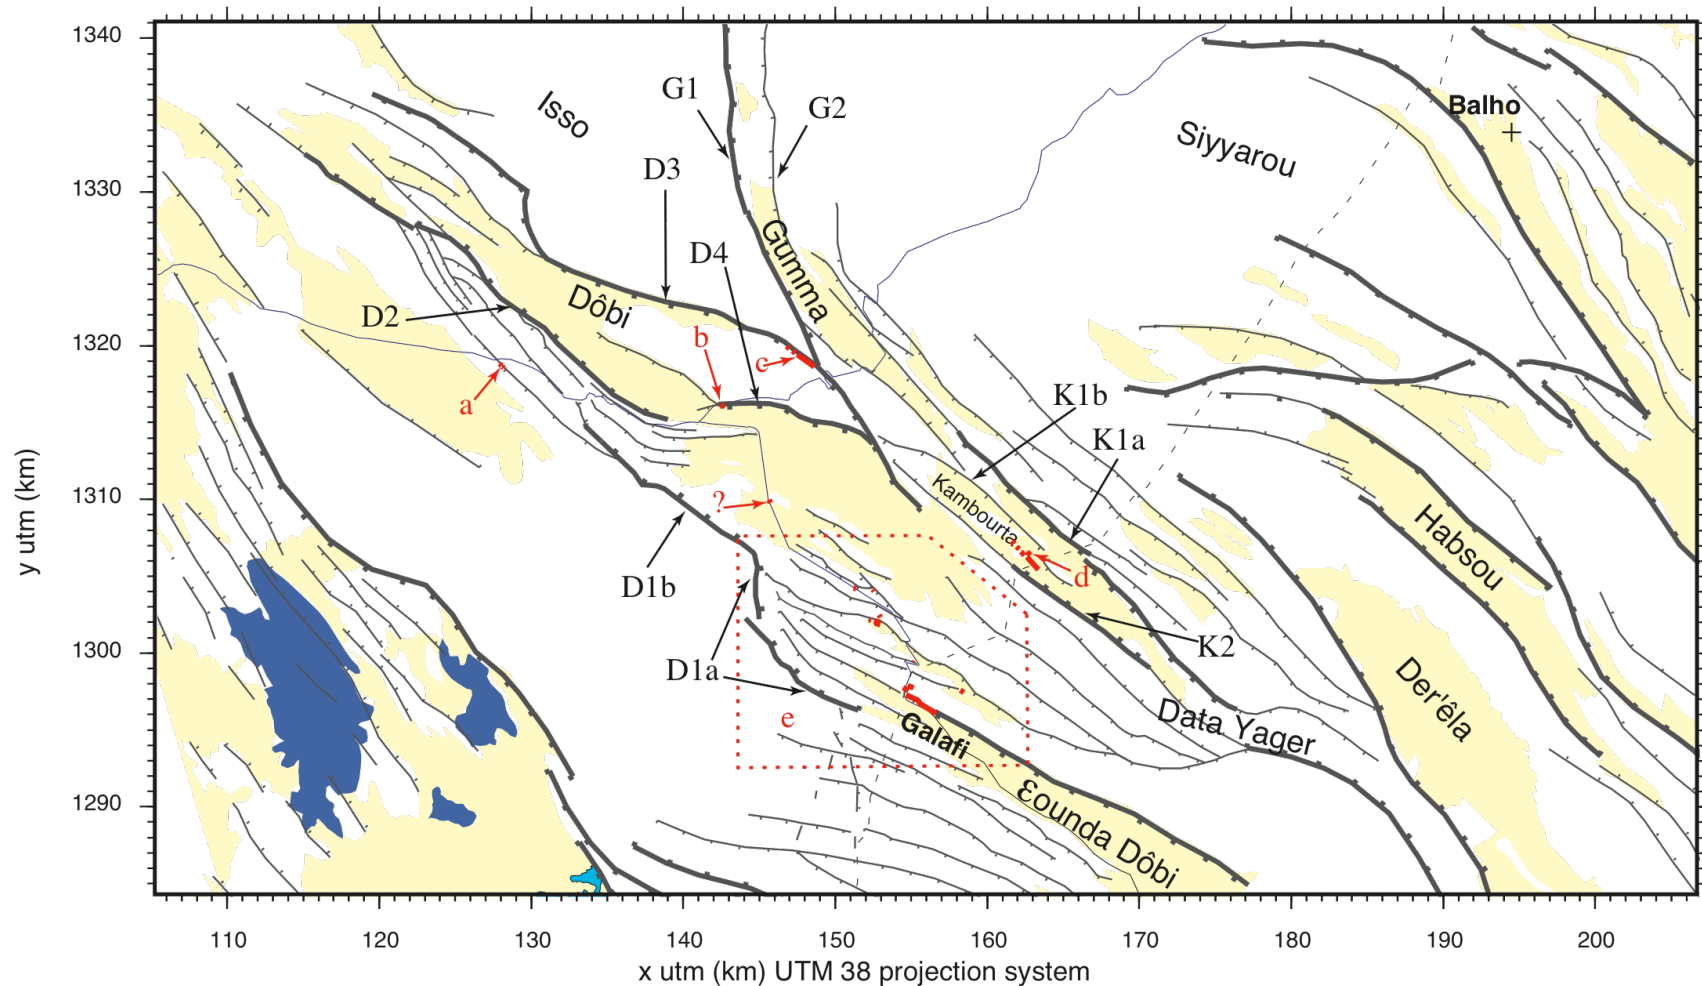 1340
1330
1320
1310
1300
1290
y utm (km)
Isso
G1
G2
Siyyarou
Balho
D3
D4
Gumma
D2
Dôbi
b
c
a
K1b
K1a
Kambourta
?
d
Habsou
D1b
D1a
K2
Der'êla
e
Galafi
Data Yager
Ɛounda Dôbi
110 120 130 140 150 160 170 180 190 200
x utm (km) UTM 38 projection system